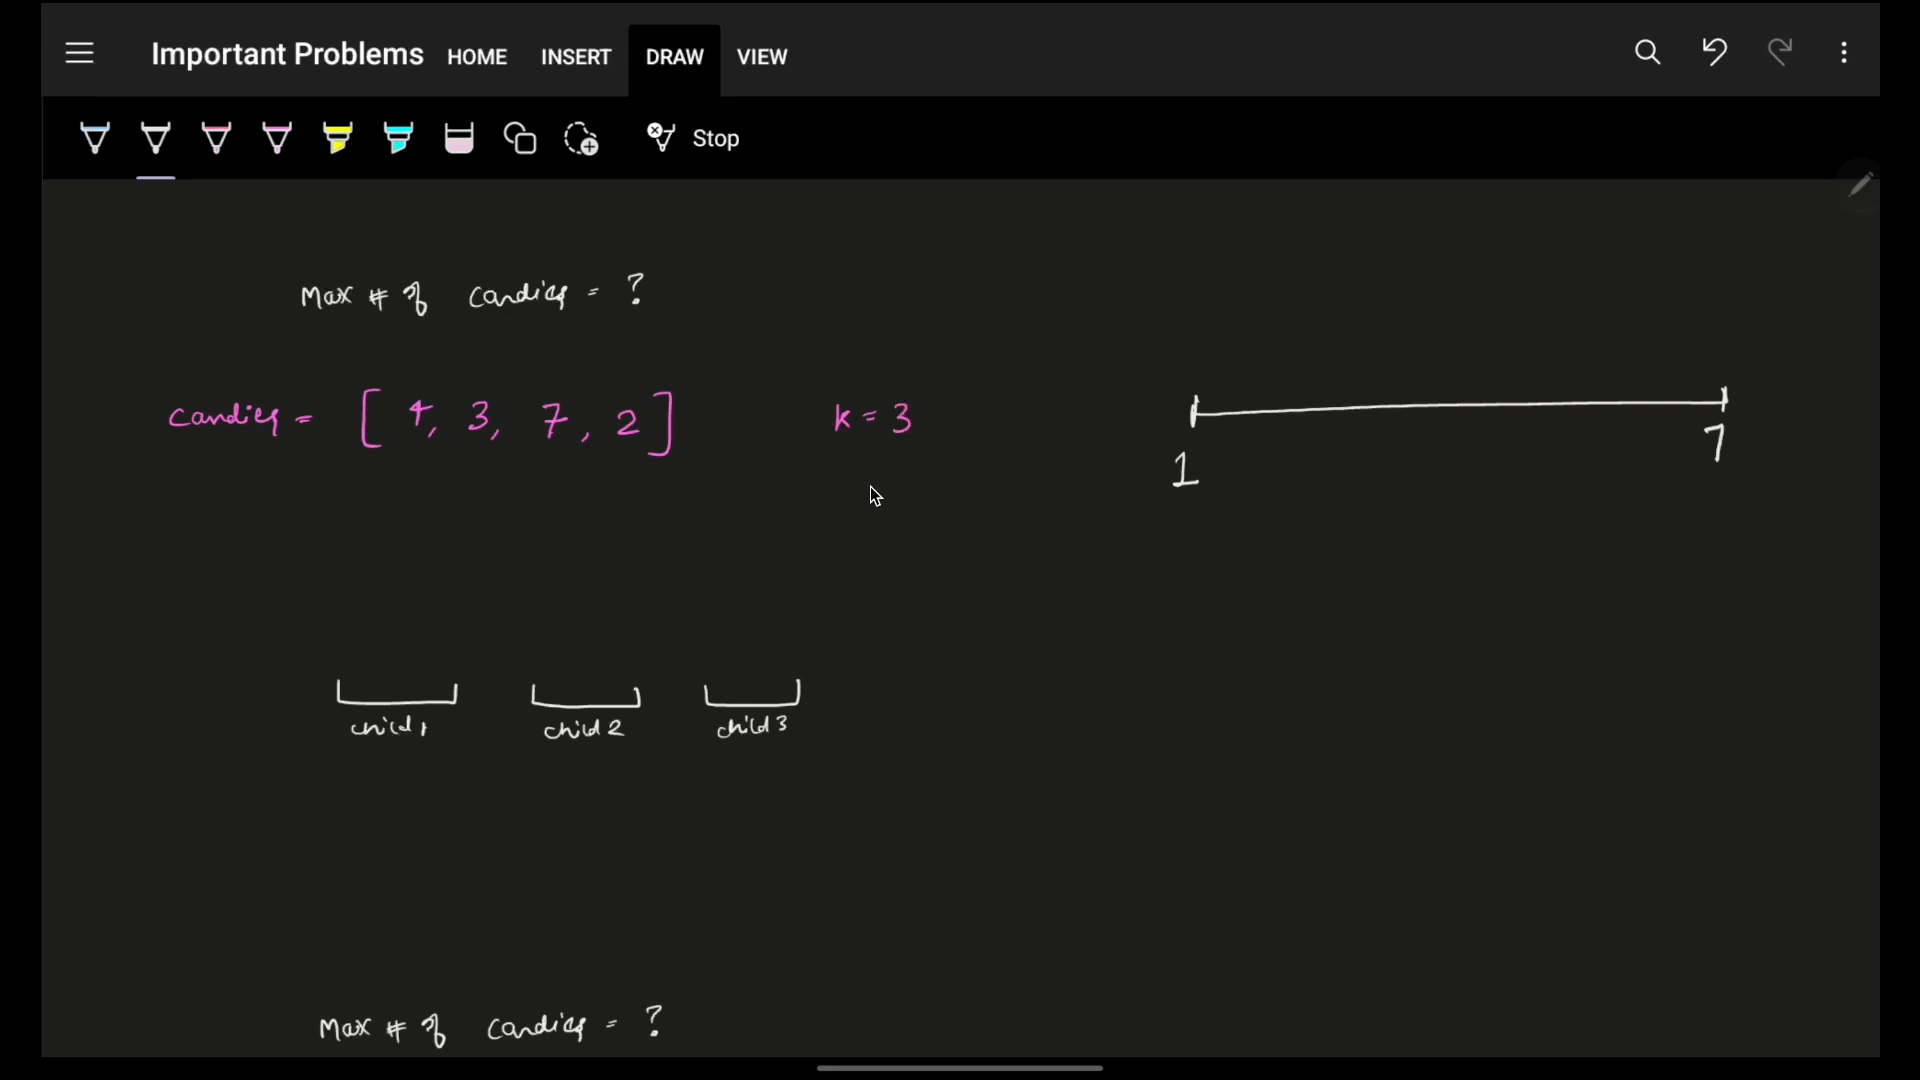 Important Problems HOME INSERT DRAW VIEW
Stop
Max # of candies = ?
candies = [ 4, 3, 7, 2 ] k = 3
1 7
child 1 child 2 child 3
Max # of candies = ?